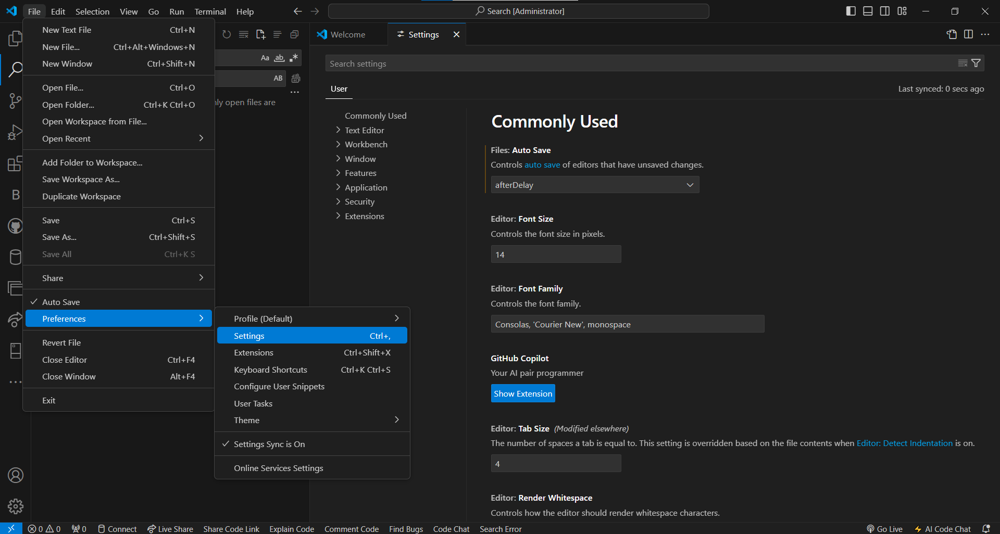 File Edit Selection View Go Run Terminal Help
Search [Administrator]
New Text File Ctrl+N
New File... Ctrl+Alt+Windows+N
New Window Ctrl+Shift+N
Open File... Ctrl+O
Open Folder... Ctrl+K Ctrl+O
Open Workspace from File...
Open Recent
Add Folder to Workspace...
Save Workspace As...
Duplicate Workspace
Save Ctrl+S
Save As... Ctrl+Shift+S
Save All Ctrl+K S
Share
Auto Save
Preferences
Revert File
Close Editor Ctrl+F4
Close Window Alt+F4
Exit
B
Aa ab
AB
open files are
Profile (Default)
Settings Ctrl+,
Extensions Ctrl+Shift+X
Keyboard Shortcuts Ctrl+K Ctrl+S
Configure User Snippets
User Tasks
Theme
Settings Sync is On
Online Services Settings
Welcome
Settings
Search settings
User
Last synced: 0 secs ago
Commonly Used
Text Editor
Workbench
Window
Features
Application
Security
Extensions
Commonly Used
Files: Auto Save
Controls auto save of editors that have unsaved changes.
afterDelay
Editor: Font Size
Controls the font size in pixels.
14
Editor: Font Family
Controls the font family.
Consolas, 'Courier New', monospace
GitHub Copilot
Your AI pair programmer
Show Extension
Editor: Tab Size (Modified elsewhere)
The number of spaces a tab is equal to. This setting is overridden based on the file contents when Editor: Detect Indentation is on.
4
Editor: Render Whitespace
Controls how the editor should render whitespace characters.
0 0 0 Connect Live Share Share Code Link Explain Code Comment Code Find Bugs Code Chat Search Error Go Live AI Code Chat